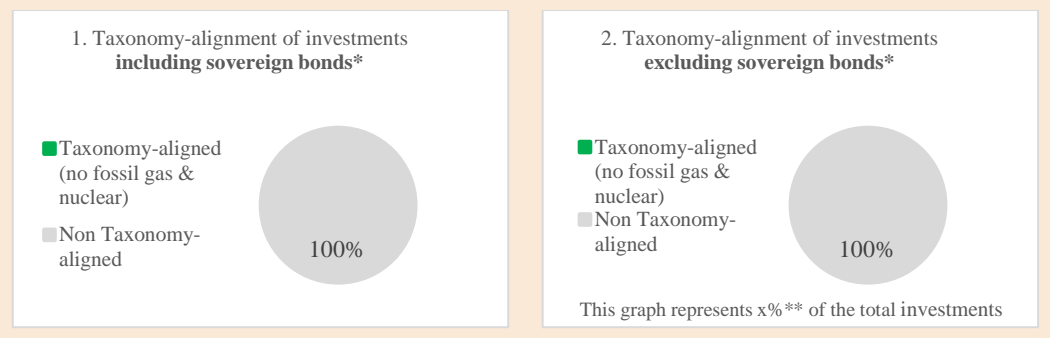 1. Taxonomy-alignment of investments
including sovereign bonds*
Taxonomy-aligned
(no fossil gas &
nuclear)
Non Taxonomy-
aligned
100%
2. Taxonomy-alignment of investments
excluding sovereign bonds*
Taxonomy-aligned
(no fossil gas &
nuclear)
Non Taxonomy-
aligned
100%
This graph represents x%** of the total investments